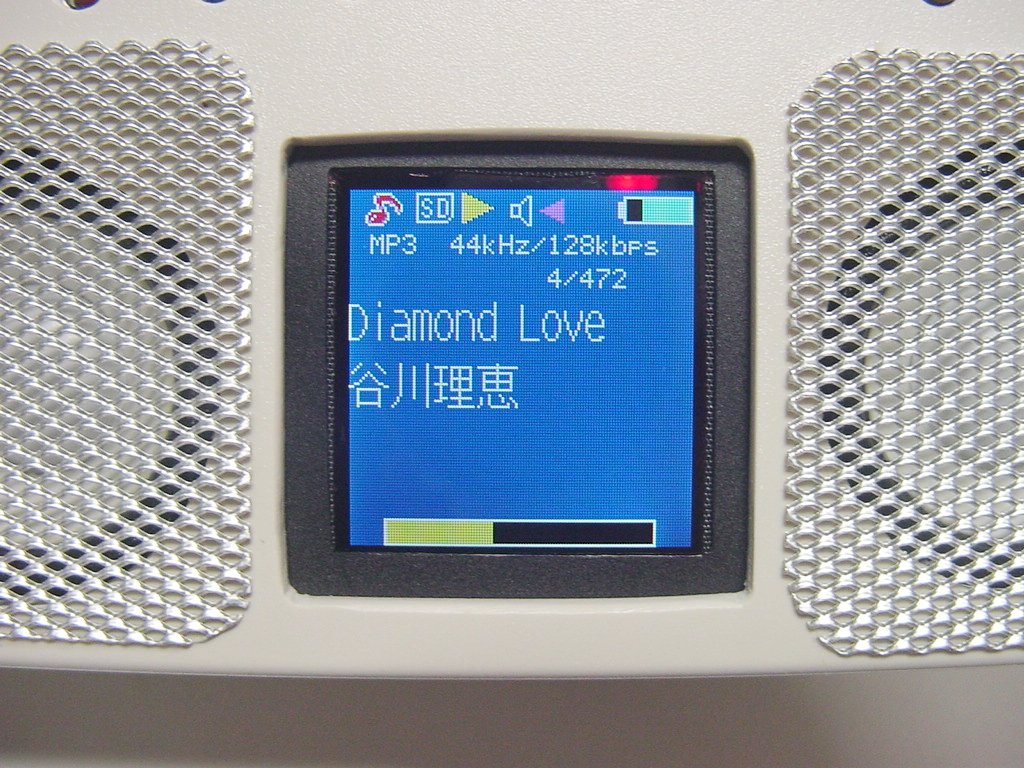 SD
MP3 44kHz/128kbps
4/472
Diamond Love
谷川理恵